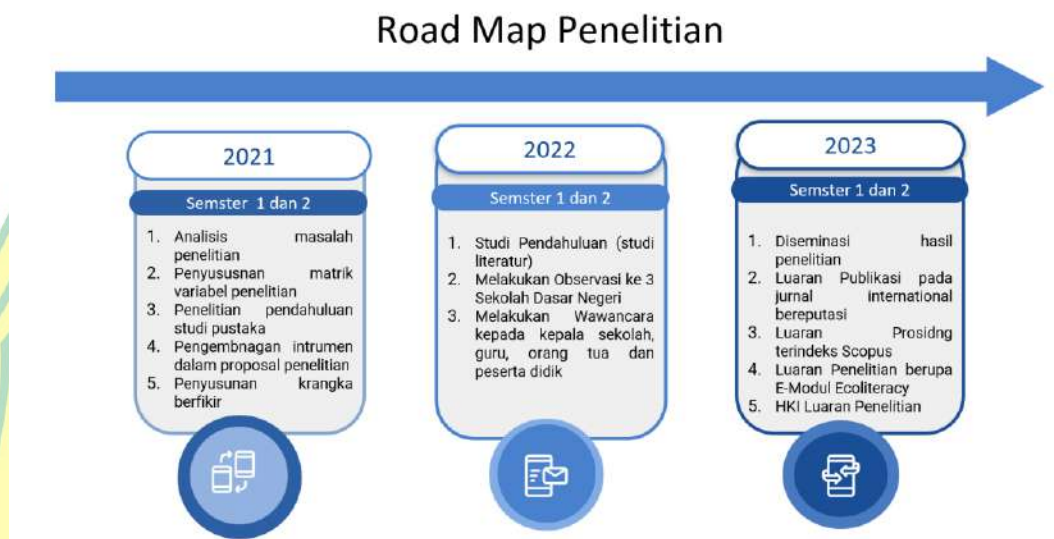 Road Map Penelitian
2021
Semster 1 dan 2
1. Analisis masalah
penelitian
2. Penyususnan matrik
variabel penelitian
3. Penelitian pendahuluan
studi pustaka
4. Pengembnagan intrumen
dalam proposal penelitian
5. Penyusunan krangka
berfikir
2022
Semster 1 dan 2
1. Studi Pendahuluan (studi
literatur)
2. Melakukan Observasi ke 3
Sekolah Dasar Negeri
3. Melakukan Wawancara
kepada kepala sekolah,
guru, orang tua dan
peserta didik
2023
Semster 1 dan 2
1. Diseminasi hasil
penelitian
2. Luaran Publikasi pada
jurnal international
bereputasi
3. Luaran Prosidng
terindeks Scopus
4. Luaran Penelitian berupa
E-Modul Ecoliteracy
5. HKI Luaran Penelitian